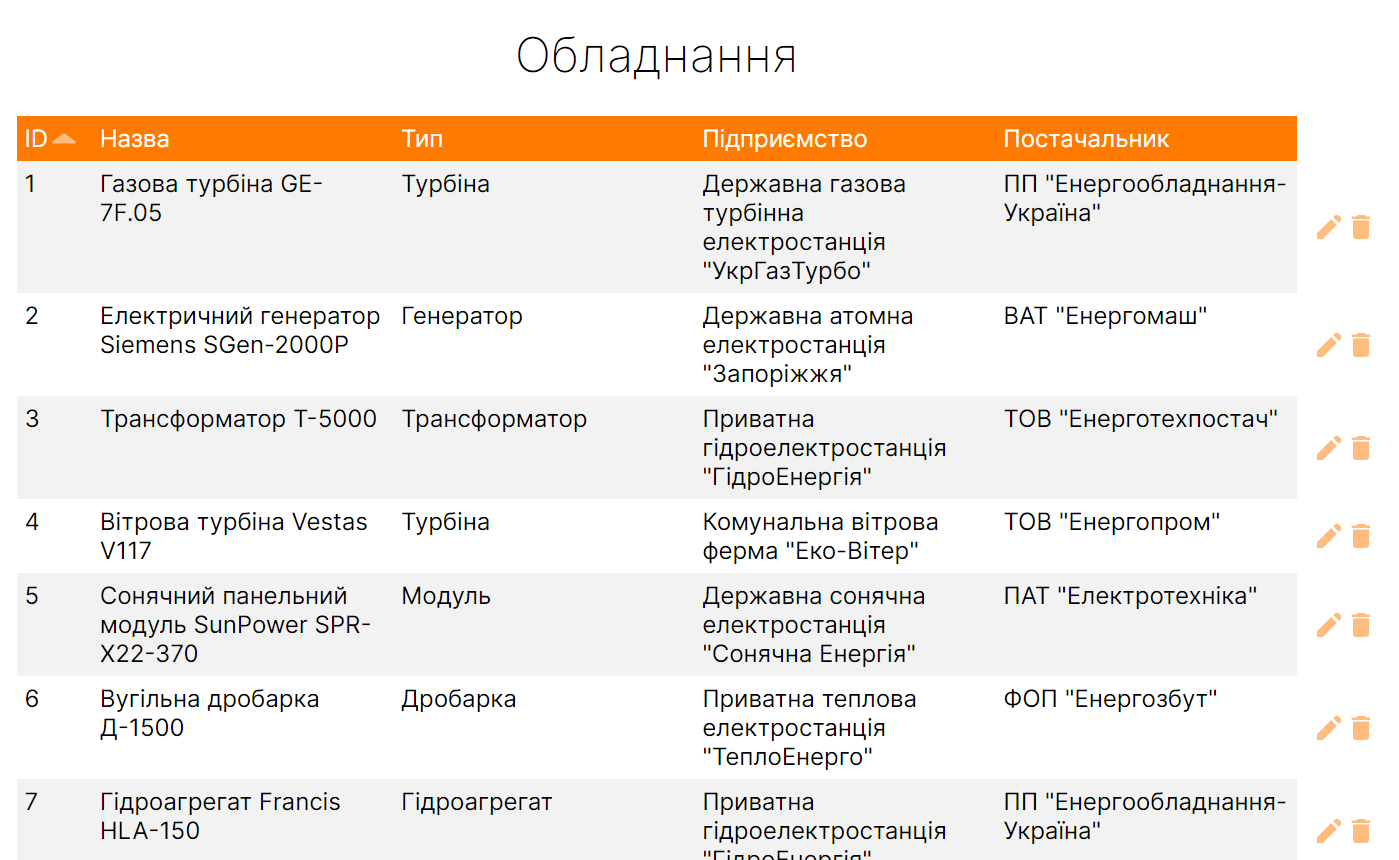 Обладнання
ID Назва Тип Підприємство Постачальник
1 Газова турбіна GE- Турбіна Державна газова ПП "Енергообладнання-
7F.05 турбінна Україна"
електростанція
"УкрГазТурбо"
2 Електричний генератор Генератор Державна атомна ВАТ "Енергомаш"
Siemens SGen-2000P електростанція
"Запоріжжя"
3 Трансформатор Т-5000 Трансформатор Приватна ТОВ "Енерготехпостач"
гідроелектростанція
"ГідроЕнергія"
4 Вітрова турбіна Vestas Турбіна Комунальна вітрова ТОВ "Енергопром"
V117 ферма "Еко-Вітер"
5 Сонячний панельний Модуль Державна сонячна ПАТ "Електротехніка"
модуль SunPower SPR- електростанція
X22-370 "Сонячна Енергія"
6 Вугільна дробарка Дробарка Приватна теплова ФОП "Енергозбут"
Д-1500 електростанція
"ТеплоЕнерго"
7 Гідроагрегат Francis Гідроагрегат Приватна ПП "Енергообладнання-
HLA-150 гідроелектростанція Україна"
"ГідроЕнергія"